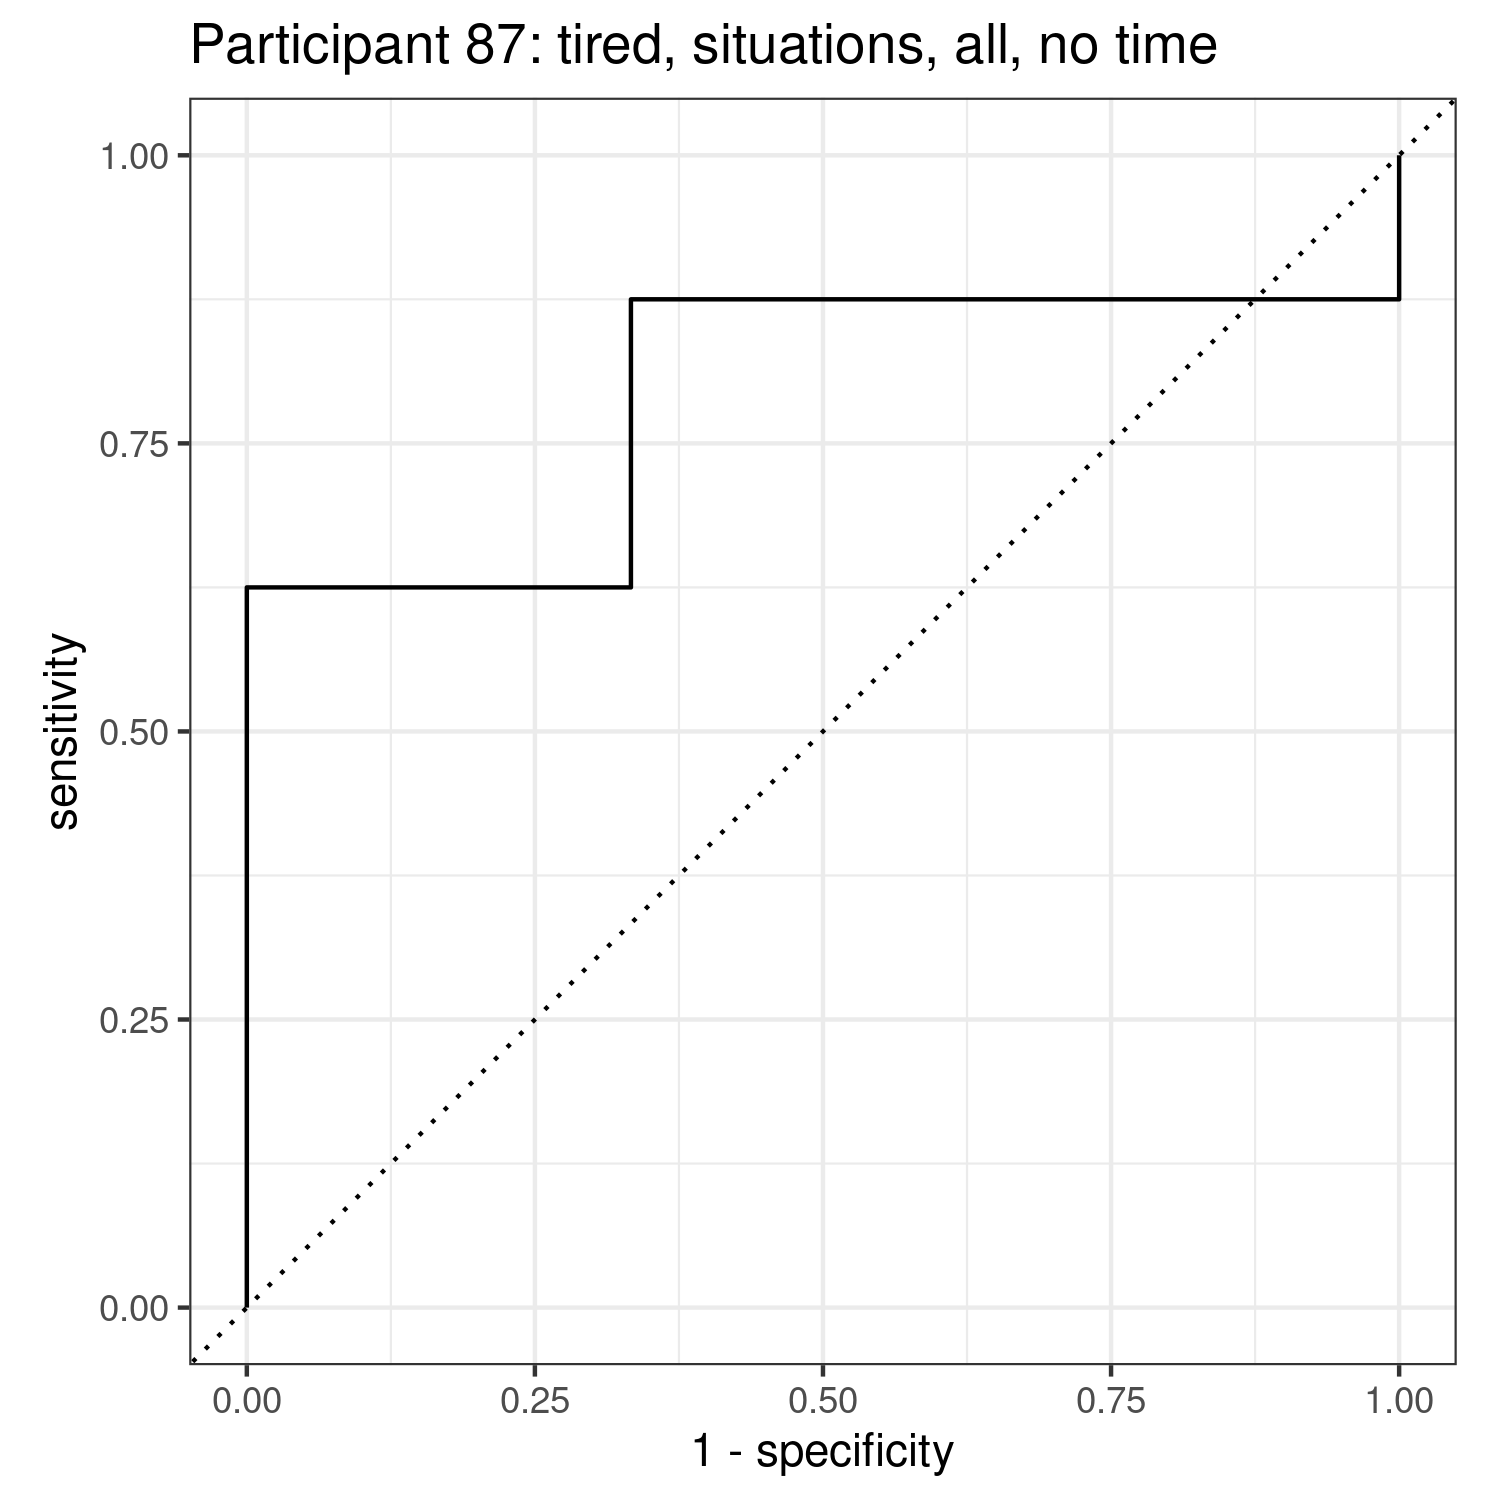 Participant 87: tired, situations, all, no time
1.00
0.75
0.50
0.25
0.00
sensitivity
0.00 0.25 0.50 0.75 1.00
1 - specificity